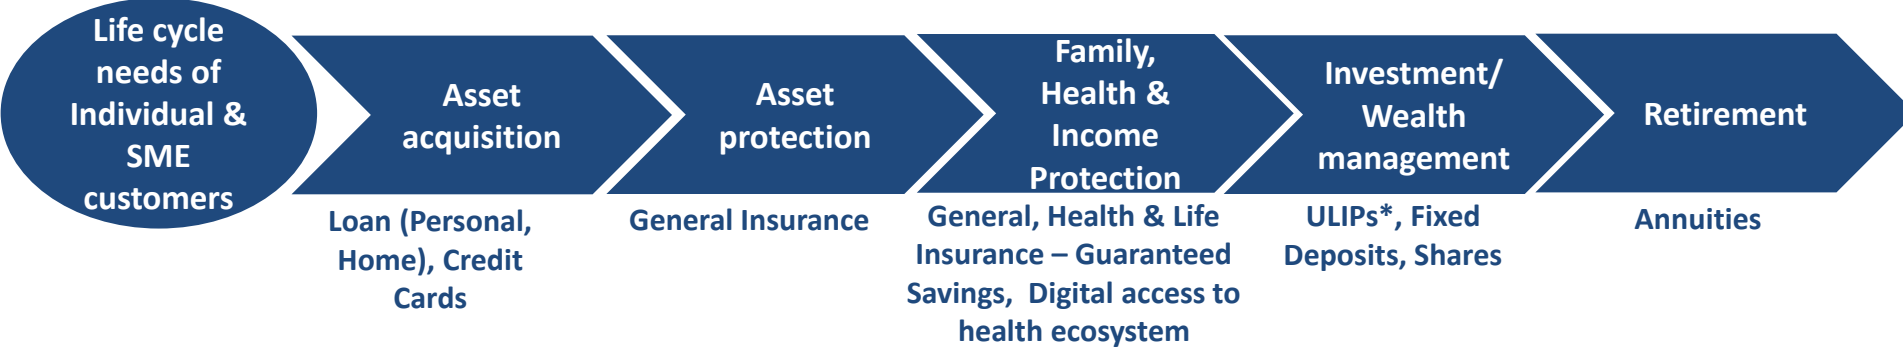 Life cycle
needs of
Individual &
SME
customers
Asset
acquisition
Asset
protection
Family,
Health &
Income
Protection
Investment/
Wealth
management
Retirement
Loan (Personal,
Home), Credit
Cards
General Insurance
General, Health & Life
Insurance – Guaranteed
Savings, Digital access to
health ecosystem
ULIPs*, Fixed
Deposits, Shares
Annuities